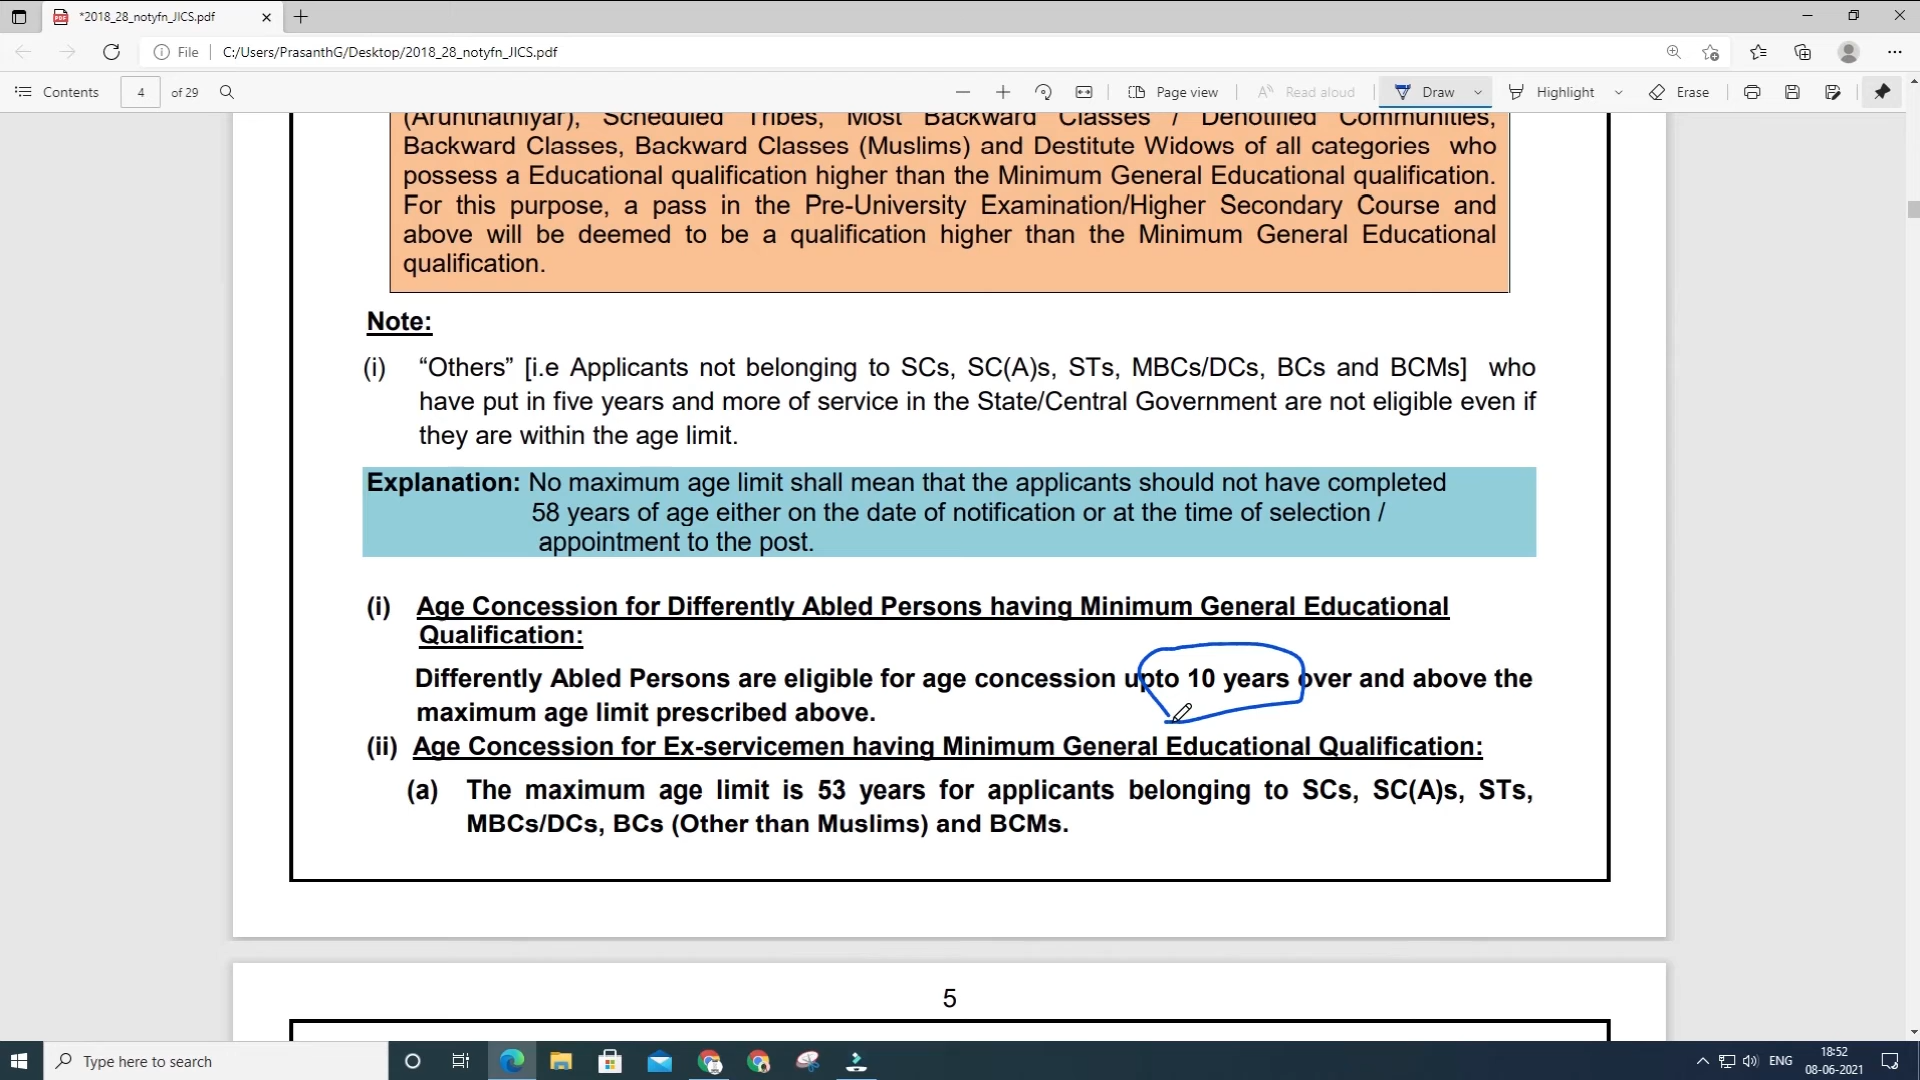 *2018_28_notyfn_JICS.pdf
File
C:/Users/PrasanthG/Desktop/2018_28_notyfn_JICS.pdf
Contents
4
of 29
Page view
Read aloud
Draw
Highlight
Erase
(Arunthathiyar), Scheduled Tribes, Most Backward Classes / Denotified Communities,
Backward Classes, Backward Classes (Muslims) and Destitute Widows of all categories who
possess a Educational qualification higher than the Minimum General Educational qualification.
For this purpose, a pass in the Pre-University Examination/Higher Secondary Course and
above will be deemed to be a qualification higher than the Minimum General Educational
qualification.
Note:
(i) “Others” [i.e Applicants not belonging to SCs, SC(A)s, STs, MBCs/DCs, BCs and BCMs] who
have put in five years and more of service in the State/Central Government are not eligible even if
they are within the age limit.
Explanation: No maximum age limit shall mean that the applicants should not have completed
58 years of age either on the date of notification or at the time of selection /
appointment to the post.
(i) Age Concession for Differently Abled Persons having Minimum General Educational
Qualification:
Differently Abled Persons are eligible for age concession upto 10 years over and above the
maximum age limit prescribed above.
(ii) Age Concession for Ex-servicemen having Minimum General Educational Qualification:
(a) The maximum age limit is 53 years for applicants belonging to SCs, SC(A)s, STs,
MBCs/DCs, BCs (Other than Muslims) and BCMs.
5
Type here to search
ENG
18:52
08-06-2021